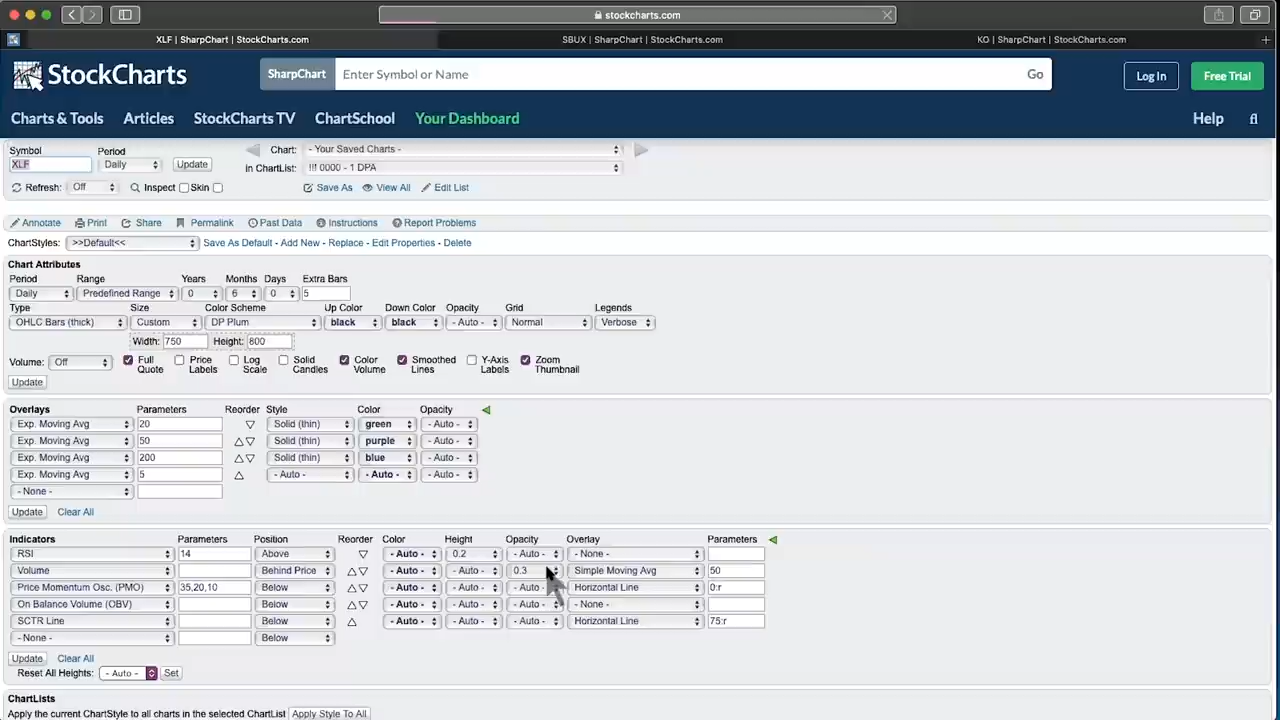 stockcharts.com
XLF | SharpChart | StockCharts.com
SBUX | SharpChart | StockCharts.com
KO | SharpChart | StockCharts.com
StockCharts
SharpChart
Enter Symbol or Name
Go
Log In
Free Trial
Charts & Tools
Articles
StockCharts TV
ChartSchool
Your Dashboard
Help
Symbol
Period
Chart: - Your Saved Charts -
XLF
Daily
Update
in ChartList: !!! 0000 - 1 DPA
Refresh: Off
Inspect
Skin
Save As
View All
Edit List
Annotate
Print
Share
Permalink
Past Data
Instructions
Report Problems
ChartStyles: >>Default<<
Save As Default - Add New - Replace - Edit Properties - Delete
Chart Attributes
Period Range Years Months Days Extra Bars
Daily Predefined Range 0 6 0 5
Type Size Color Scheme Up Color Down Color Opacity Grid Legends
OHLC Bars (thick) Custom DP Plum black black - Auto - Normal Verbose
Width: 750 Height: 800
Volume: Off
Full Quote
Price Labels
Log Scale
Solid Candles
Color Volume
Smoothed Lines
Y-Axis Labels
Zoom Thumbnail
Update
Overlays Parameters Reorder Style Color Opacity
Exp. Moving Avg 20 Solid (thin) green - Auto -
Exp. Moving Avg 50 Solid (thin) purple - Auto -
Exp. Moving Avg 200 Solid (thin) blue - Auto -
Exp. Moving Avg 5 - Auto - - Auto - - Auto -
- None -
Update Clear All
Indicators Parameters Position Reorder Color Height Opacity Overlay Parameters
RSI 14 Above - Auto - 0.2 - Auto - - None -
Volume Behind Price - Auto - - Auto - 0.3 Simple Moving Avg 50
Price Momentum Osc. (PMO) 35,20,10 Below - Auto - - Auto - - Auto - Horizontal Line 0:r
On Balance Volume (OBV) Below - Auto - - Auto - - Auto - - None -
SCTR Line Below - Auto - - Auto - - Auto - Horizontal Line 75:r
- None - Below
Update Clear All
Reset All Heights: - Auto - Set
ChartLists
Apply the current ChartStyle to all charts in the selected ChartList Apply Style To All